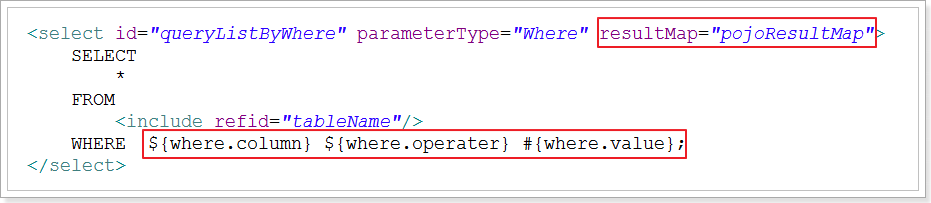 <select id="queryListByWhere" parameterType="Where" resultMap="pojoResultMap">
SELECT
*
FROM
<include refid="tableName"/>
WHERE ${where.column} ${where.operater} #{where.value};
</select>